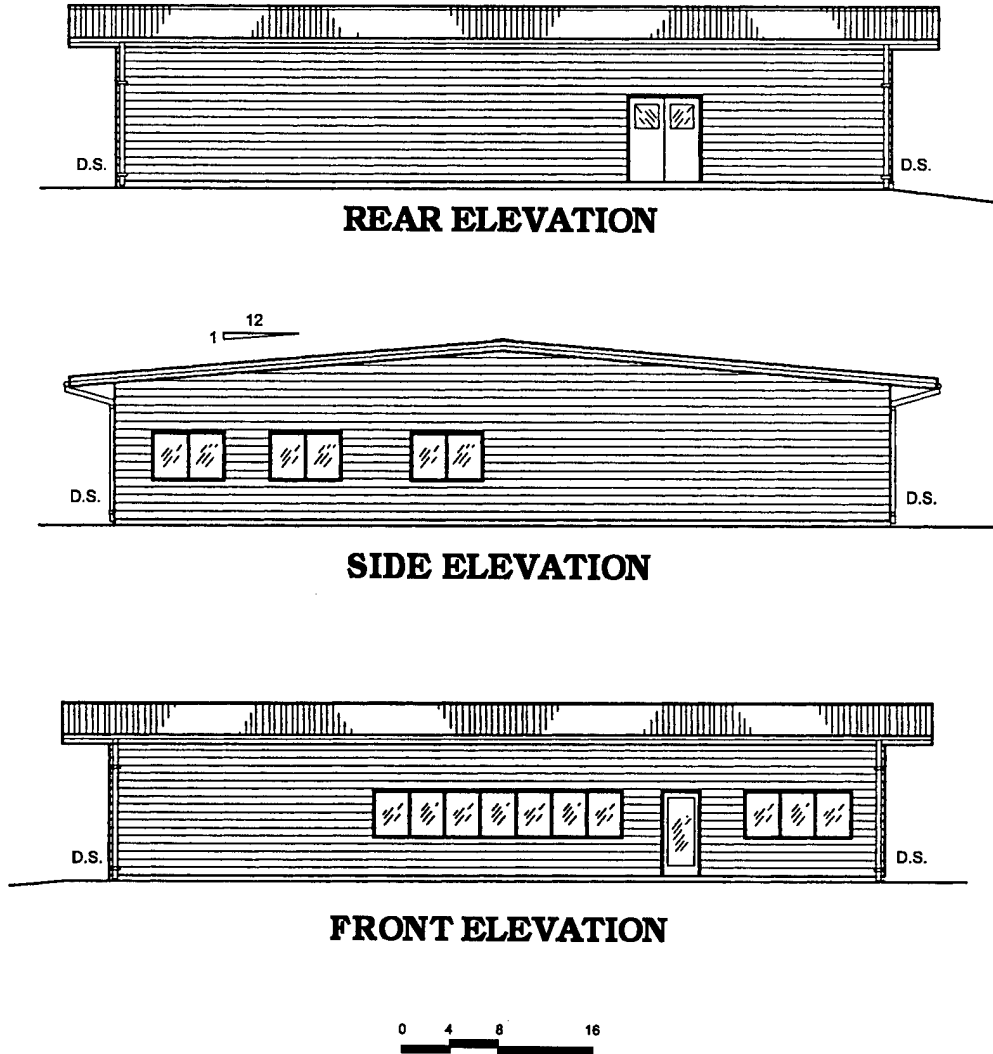 D.S. D.S.
REAR ELEVATION
12
1
D.S. D.S.
SIDE ELEVATION
D.S. D.S.
FRONT ELEVATION
0 4 8 16